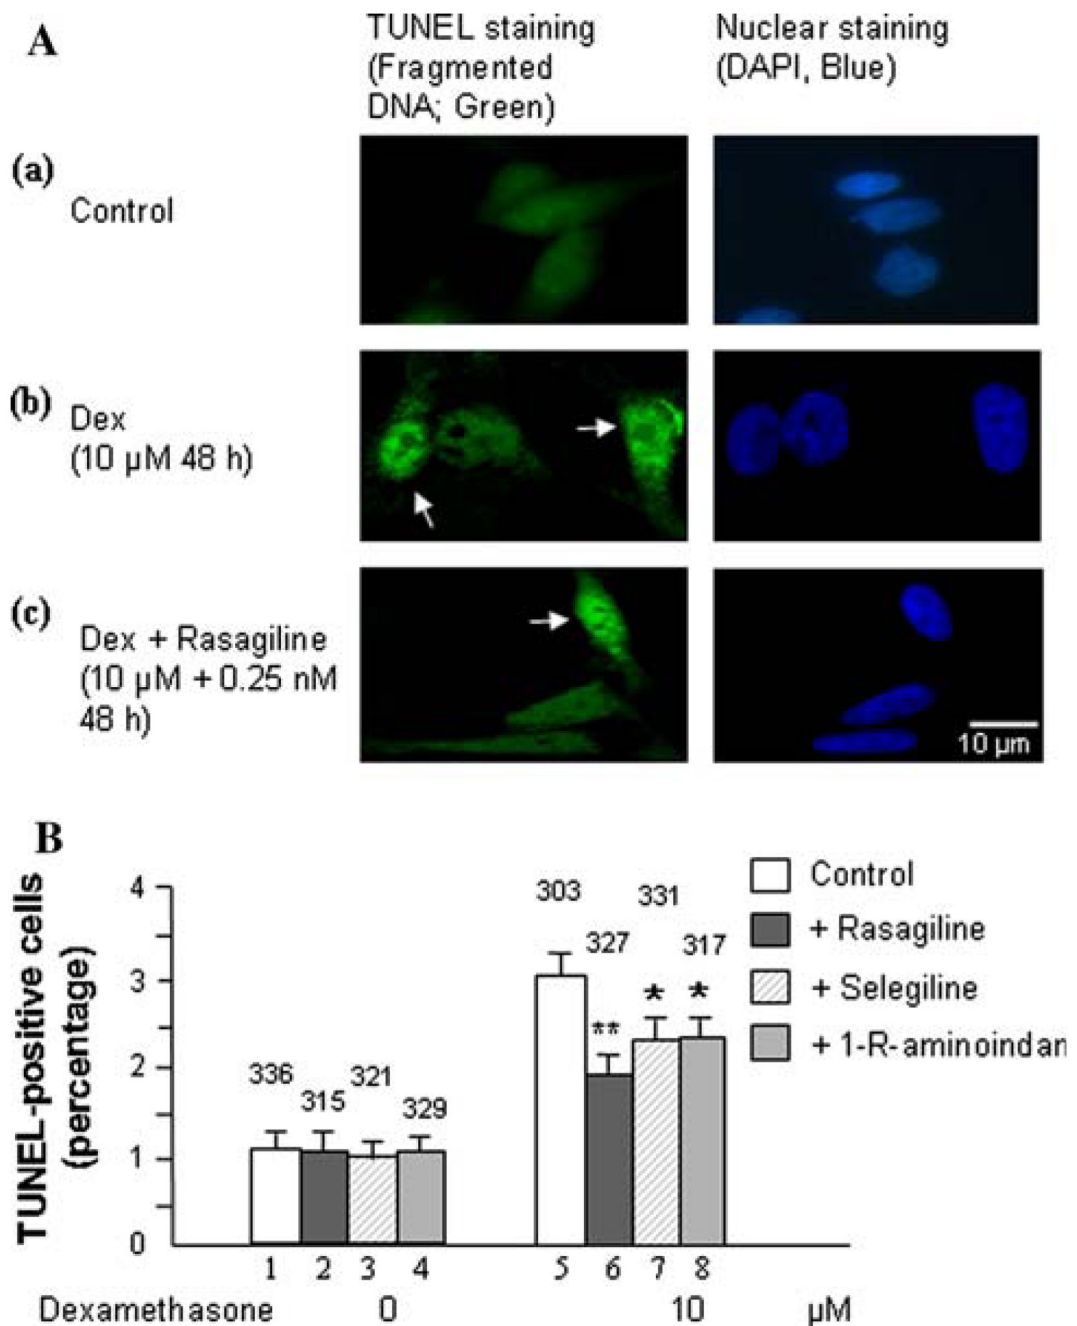 A
TUNEL staining
(Fragmented
DNA; Green)
Nuclear staining
(DAPI, Blue)
(a)
Control
(b)
Dex
(10 µM 48 h)
(c)
Dex + Rasagiline
(10 µM + 0.25 nM
48 h)
10 µm
B
TUNEL-positive cells
(percentage)
4
3
2
1
0
336
315
321
329
303
327
331
317
**
*
*
Control
+ Rasagiline
+ Selegiline
+ 1-R-aminoindan
1 2 3 4 5 6 7 8
Dexamethasone 0 10 µM